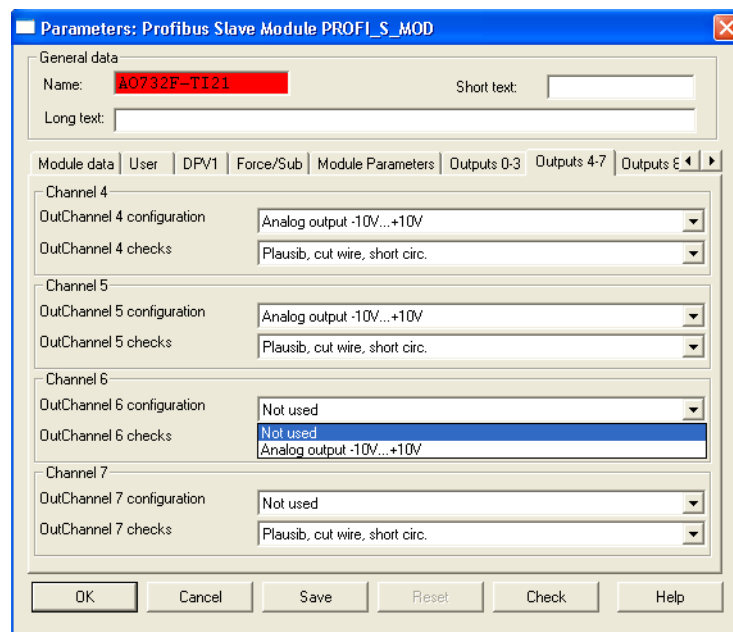 Parameters: Profibus Slave Module PROFI_S_MOD
General data
Name: AO732F-TI21 Short text:
Long text:
Module data User DPV1 Force/Sub Module Parameters Outputs 0-3 Outputs 4-7 Outputs 8
Channel 4
OutChannel 4 configuration Analog output -10V...+10V
OutChannel 4 checks Plausib, cut wire, short circ.
Channel 5
OutChannel 5 configuration Analog output -10V...+10V
OutChannel 5 checks Plausib, cut wire, short circ.
Channel 6
OutChannel 6 configuration Not used
OutChannel 6 checks Not used
Analog output -10V...+10V
Channel 7
OutChannel 7 configuration Not used
OutChannel 7 checks Plausib, cut wire, short circ.
OK Cancel Save Reset Check Help